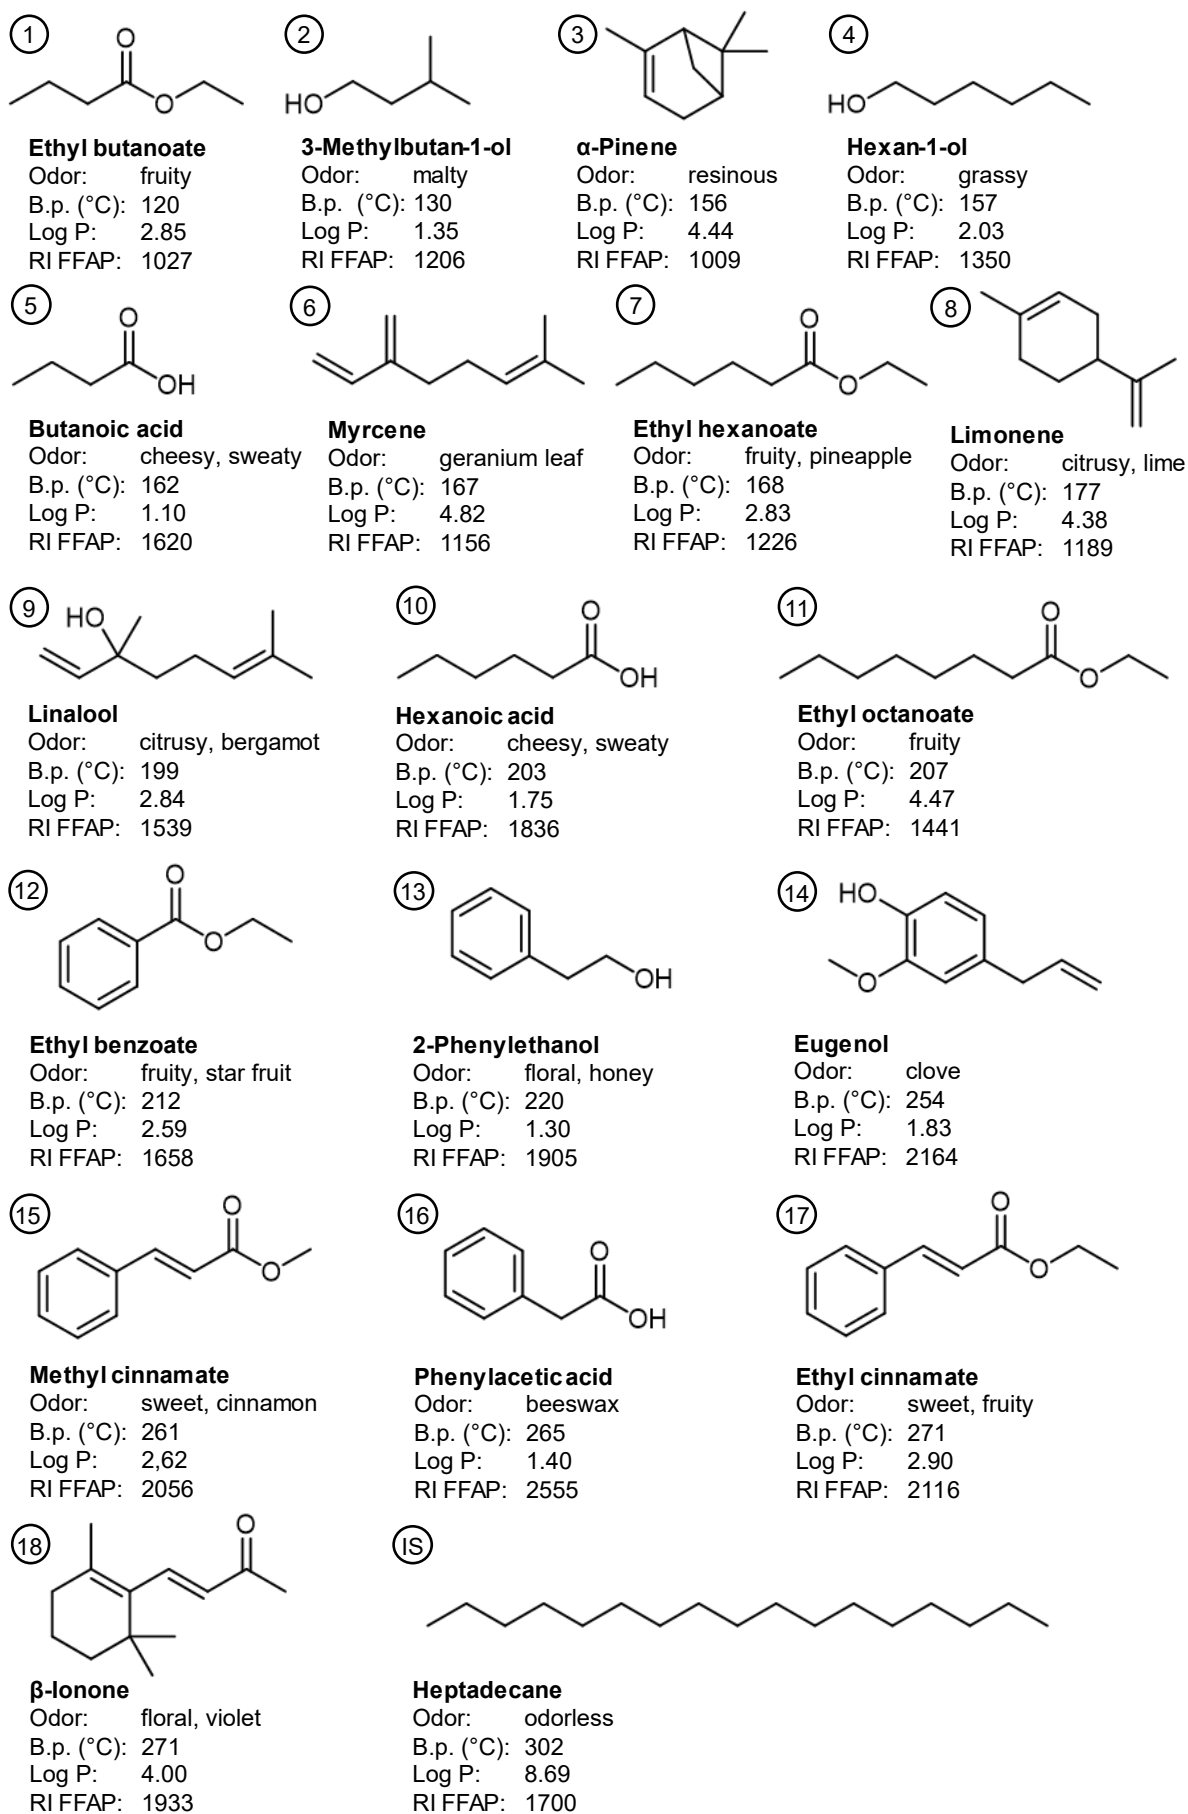 1
O
O
Ethyl butanoate
Odor: fruity
B.p. (°C): 120
Log P: 2.85
RI FFAP: 1027
2
HO
3-Methylbutan-1-ol
Odor: malty
B.p. (°C): 130
Log P: 1.35
RI FFAP: 1206
3
α-Pinene
Odor: resinous
B.p. (°C): 156
Log P: 4.44
RI FFAP: 1009
4
HO
Hexan-1-ol
Odor: grassy
B.p. (°C): 157
Log P: 2.03
RI FFAP: 1350
5
O
OH
Butanoic acid
Odor: cheesy, sweaty
B.p. (°C): 162
Log P: 1.10
RI FFAP: 1620
6
Myrcene
Odor: geranium leaf
B.p. (°C): 167
Log P: 4.82
RI FFAP: 1156
7
O
O
Ethyl hexanoate
Odor: fruity, pineapple
B.p. (°C): 168
Log P: 2.83
RI FFAP: 1226
8
Limonene
Odor: citrusy, lime
B.p. (°C): 177
Log P: 4.38
RI FFAP: 1189
9
HO
Linalool
Odor: citrusy, bergamot
B.p. (°C): 199
Log P: 2.84
RI FFAP: 1539
10
O
OH
Hexanoic acid
Odor: cheesy, sweaty
B.p. (°C): 203
Log P: 1.75
RI FFAP: 1836
11
O
O
Ethyl octanoate
Odor: fruity
B.p. (°C): 207
Log P: 4.47
RI FFAP: 1441
12
O
O
Ethyl benzoate
Odor: fruity, star fruit
B.p. (°C): 212
Log P: 2.59
RI FFAP: 1658
13
OH
2-Phenylethanol
Odor: floral, honey
B.p. (°C): 220
Log P: 1.30
RI FFAP: 1905
14
HO
O
Eugenol
Odor: clove
B.p. (°C): 254
Log P: 1.83
RI FFAP: 2164
15
O
O
Methyl cinnamate
Odor: sweet, cinnamon
B.p. (°C): 261
Log P: 2,62
RI FFAP: 2056
16
O
OH
Phenylacetic acid
Odor: beeswax
B.p. (°C): 265
Log P: 1.40
RI FFAP: 2555
17
O
O
Ethyl cinnamate
Odor: sweet, fruity
B.p. (°C): 271
Log P: 2.90
RI FFAP: 2116
18
O
β-Ionone
Odor: floral, violet
B.p. (°C): 271
Log P: 4.00
RI FFAP: 1933
IS
Heptadecane
Odor: odorless
B.p. (°C): 302
Log P: 8.69
RI FFAP: 1700